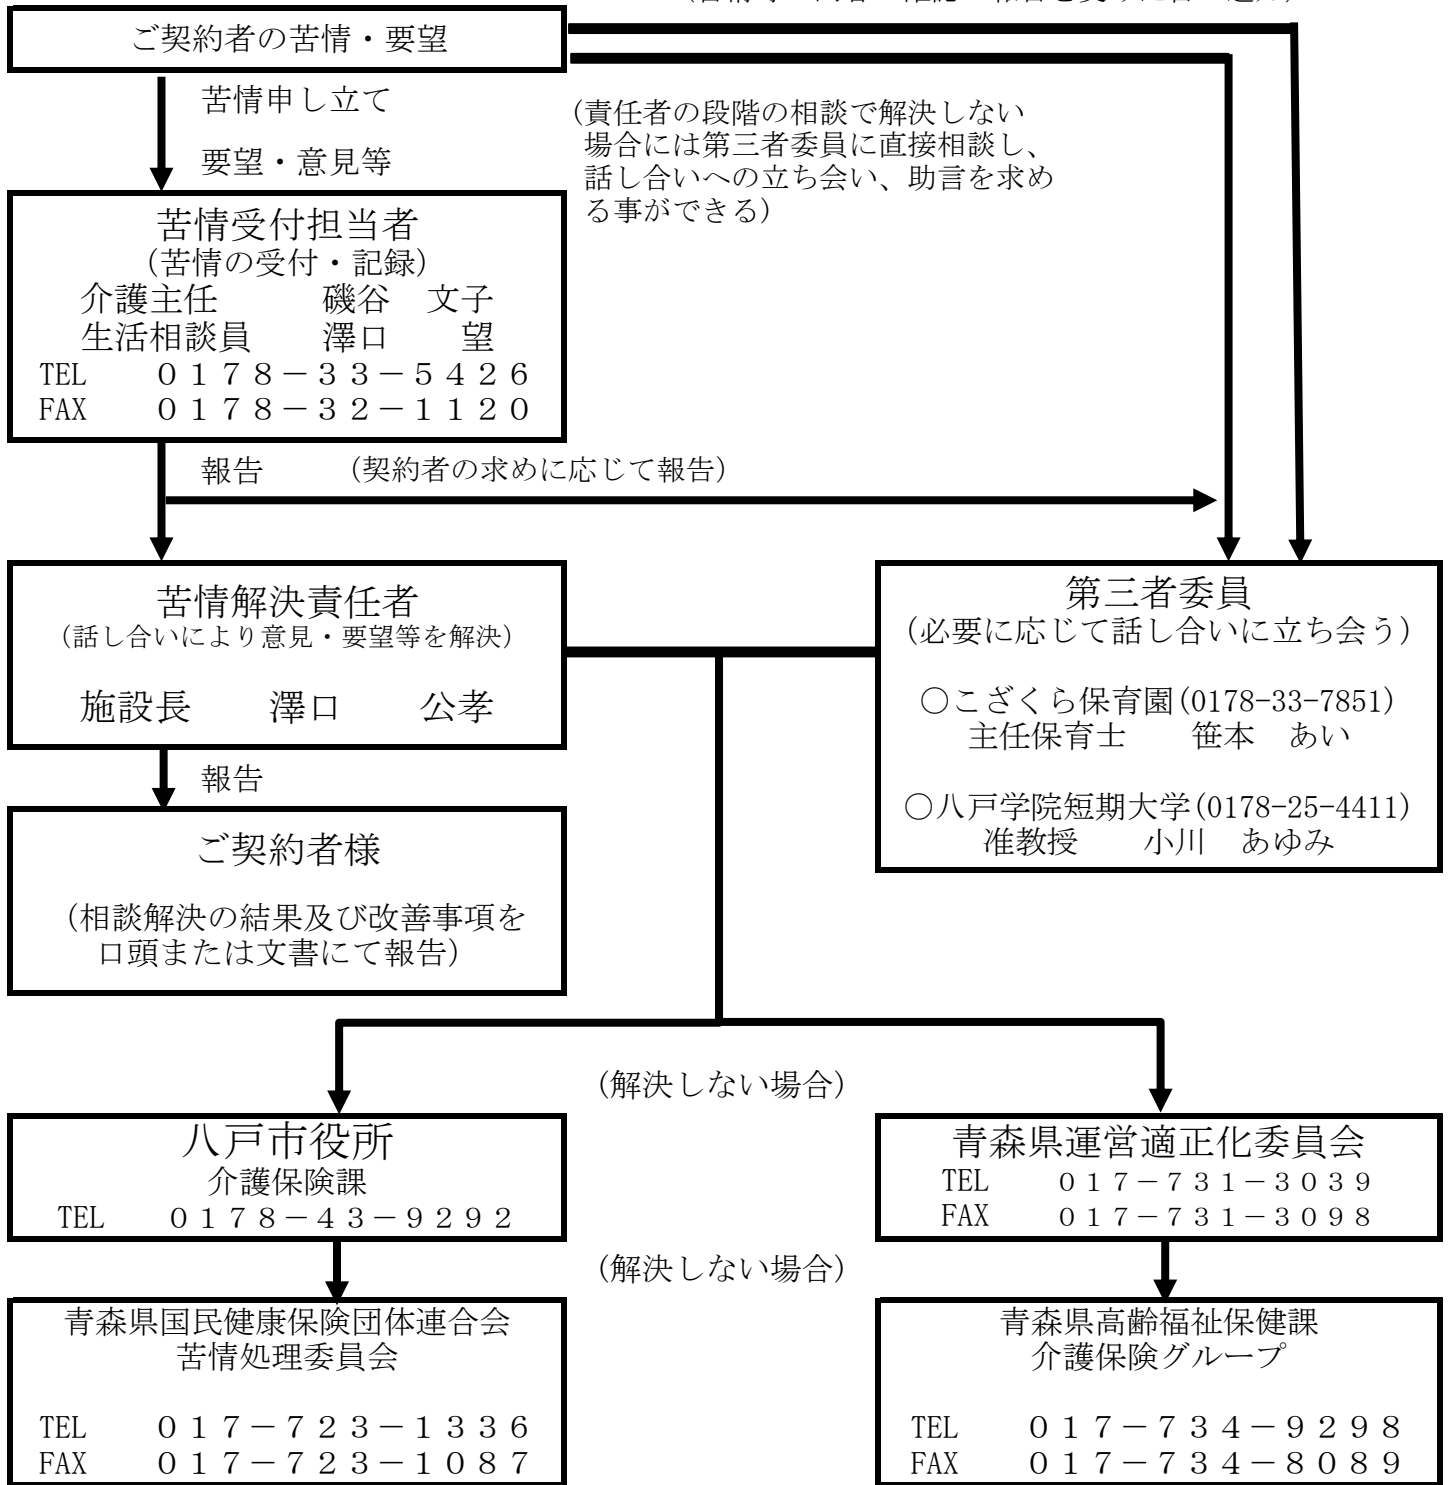 ご契約者の苦情・要望
苦情申し立て
要望・意見等
(責任者の段階の相談で解決しない
場合には第三者委員に直接相談し、
話し合いへの立ち会い、助言を求め
る事ができる)
苦情受付担当者
(苦情の受付・記録)
介護主任　　　磯谷　文子
生活相談員　　澤口　　望
TEL　　０１７８－３３－５４２６
FAX　　０１７８－３２－１１２０
報告　　(契約者の求めに応じて報告)
苦情解決責任者
(話し合いにより意見・要望等を解決)
施設長　　澤口　　公孝
第三者委員
(必要に応じて話し合いに立ち会う)
○こざくら保育園(0178-33-7851)
主任保育士　　笹本　あい
○八戸学院短期大学(0178-25-4411)
准教授　　小川　あゆみ
報告
ご契約者様
(相談解決の結果及び改善事項を
口頭または文書にて報告)
(解決しない場合)
八戸市役所
介護保険課
TEL　　０１７８－４３－９２９２
青森県運営適正化委員会
TEL　　０１７－７３１－３０３９
FAX　　０１７－７３１－３０９８
(解決しない場合)
青森県国民健康保険団体連合会
苦情処理委員会
TEL　　０１７－７２３－１３３６
FAX　　０１７－７２３－１０８７
青森県高齢福祉保健課
介護保険グループ
TEL　　０１７－７３４－９２９８
FAX　　０１７－７３４－８０８９